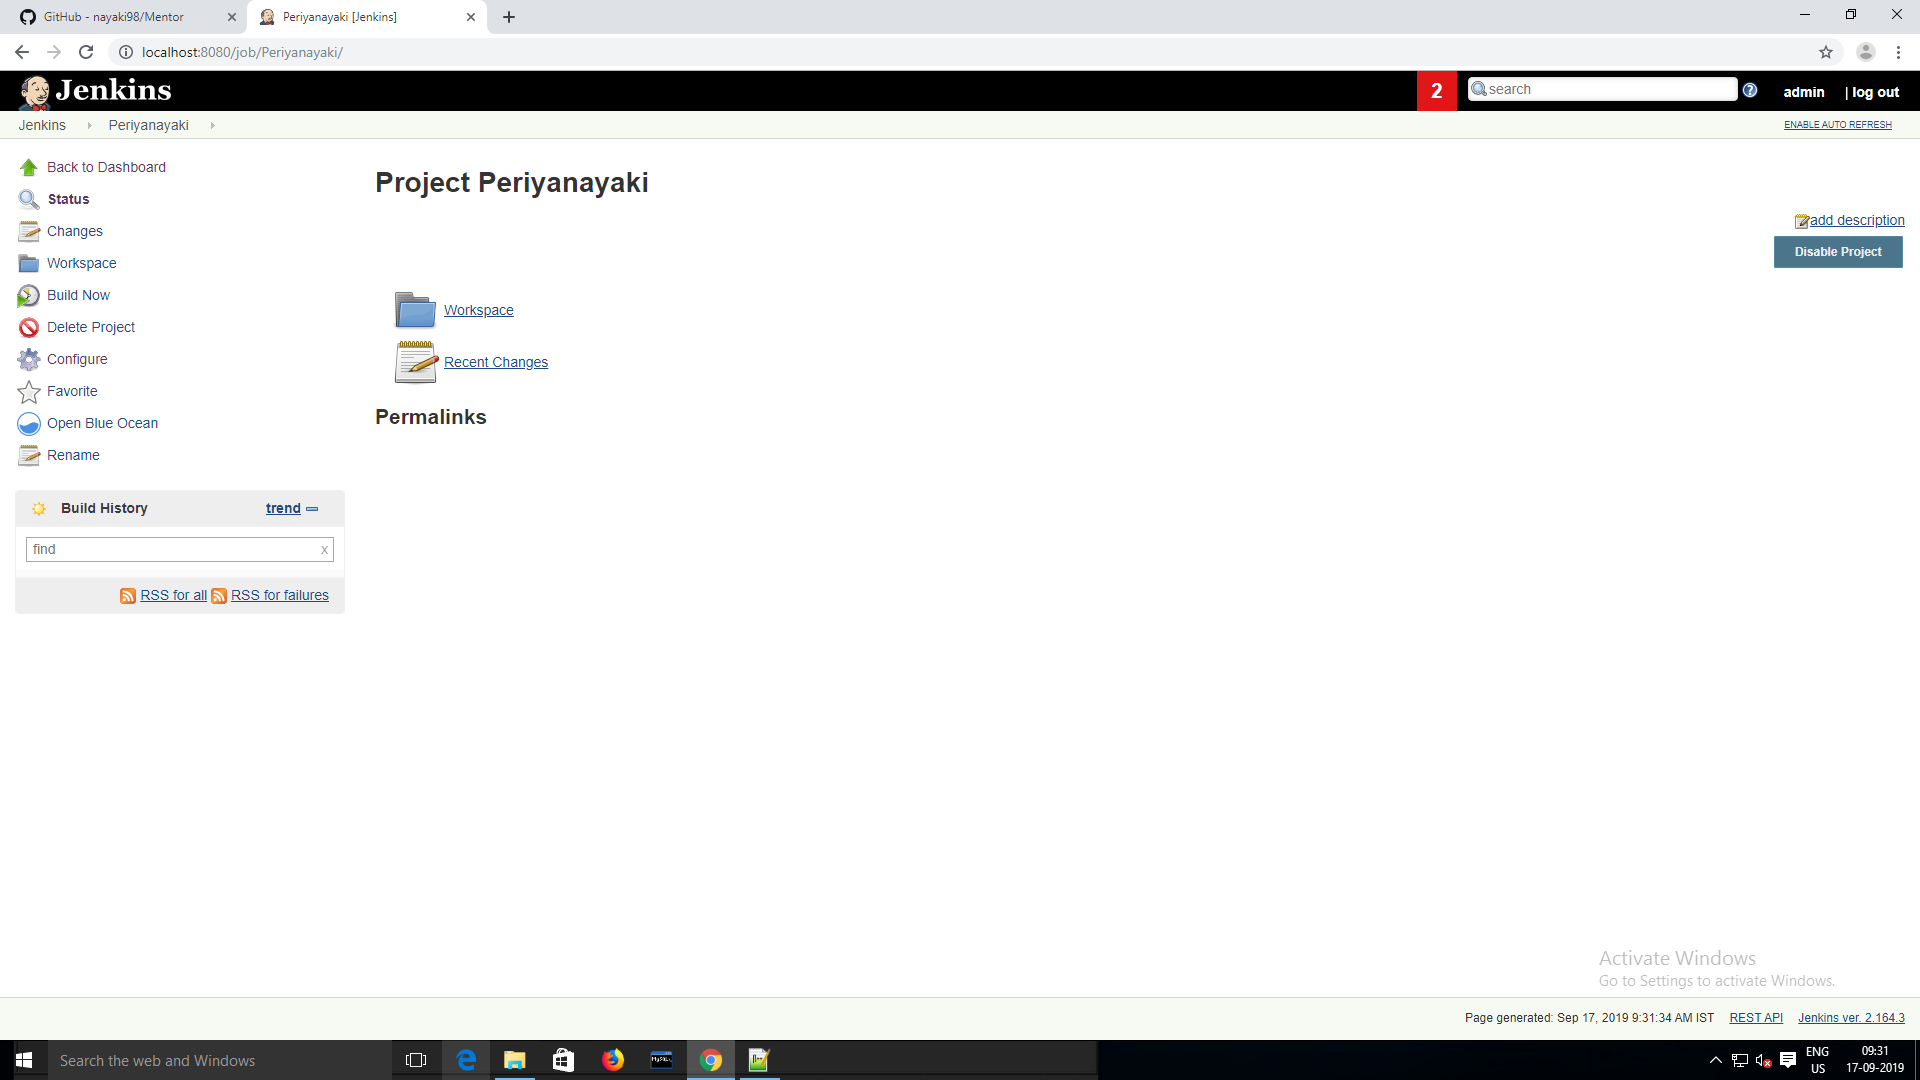 GitHub - nayaki98/Mentor
Periyanayaki [Jenkins]
localhost:8080/job/Periyanayaki/
Jenkins
2
search
admin
| log out
Jenkins
Periyanayaki
ENABLE AUTO REFRESH
Back to Dashboard
Status
Changes
Workspace
Build Now
Delete Project
Configure
Favorite
Open Blue Ocean
Rename
Build History
trend
find
x
RSS for all
RSS for failures
Project Periyanayaki
add description
Disable Project
Workspace
Recent Changes
Permalinks
Activate Windows
Go to Settings to activate Windows.
Page generated: Sep 17, 2019 9:31:34 AM IST
REST API
Jenkins ver. 2.164.3
Search the web and Windows
ENG
US
09:31
17-09-2019